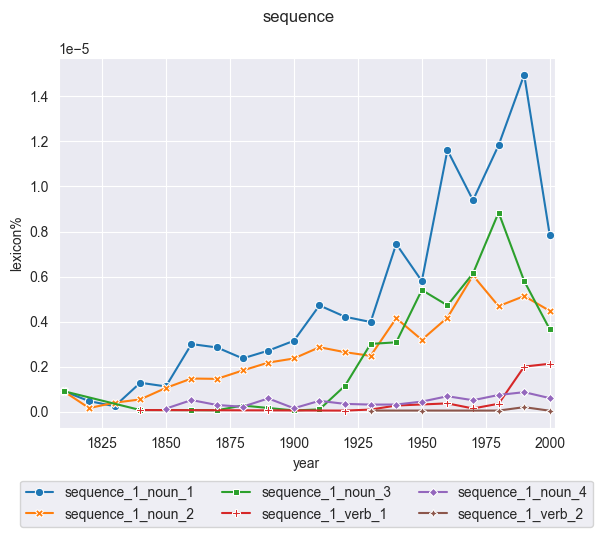 sequence
1e−5
1.4
1.2
1.0
0.8
0.6
0.4
0.2
0.0
lexicon%
1825 1850 1875 1900 1925 1950 1975 2000
year
sequence_1_noun_1 sequence_1_noun_3 sequence_1_noun_4
sequence_1_noun_2 sequence_1_verb_1 sequence_1_verb_2